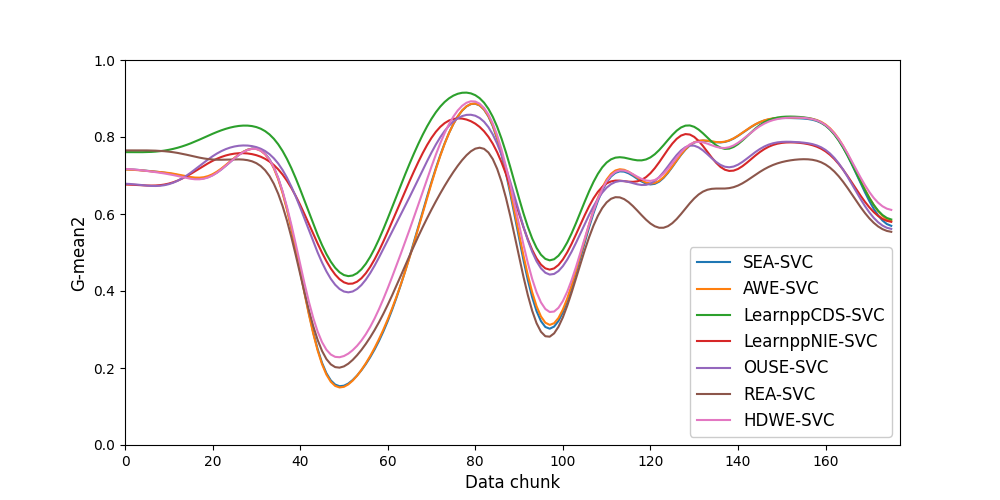 1.0
0.8
0.6
0.4
0.2
0.0
G-mean2
0 20 40 60 80 100 120 140 160
Data chunk
SEA-SVC
AWE-SVC
LearnppCDS-SVC
LearnppNIE-SVC
OUSE-SVC
REA-SVC
HDWE-SVC